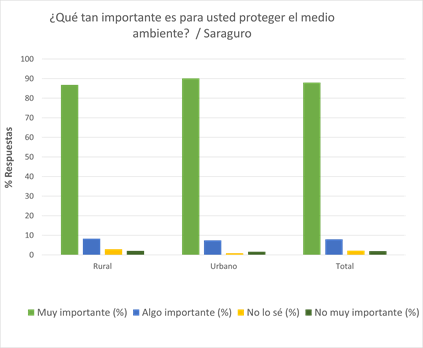 ¿Qué tan importante es para usted proteger el medio
ambiente? / Saraguro
100
90
80
70
60
50
40
30
20
10
0
% Respuestas
Rural Urbano Total
Muy importante (%) Algo importante (%) No lo sé (%) No muy importante (%)